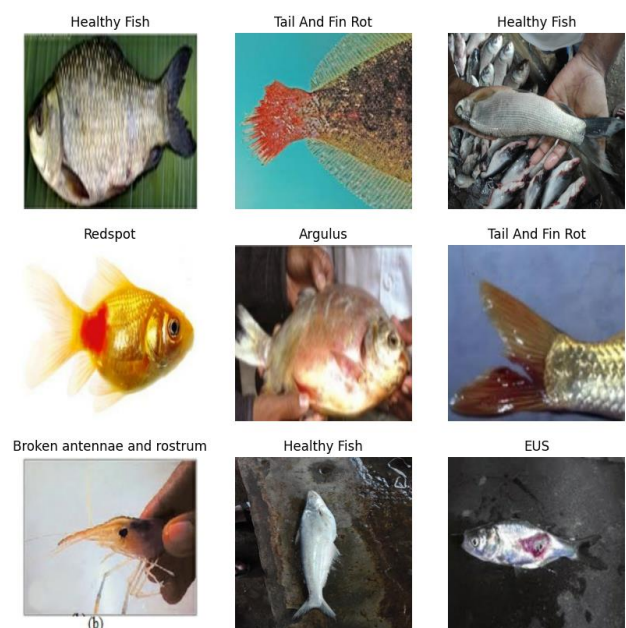 Healthy Fish
Tail And Fin Rot
Healthy Fish
Redspot
Argulus
Tail And Fin Rot
Broken antennae and rostrum
Healthy Fish
EUS
(b)